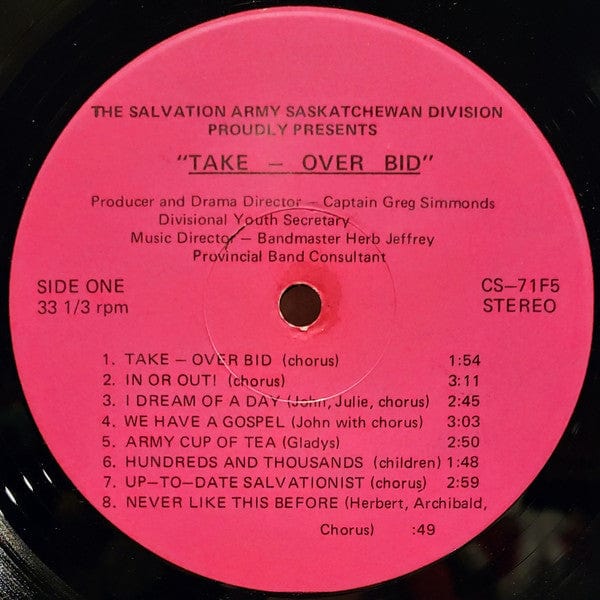 THE SALVATION ARMY SASKATCHEWAN DIVISION
PROUDLY PRESENTS
"TAKE – OVER BID"
Producer and Drama Director – Captain Greg Simmonds
Divisional Youth Secretary
Music Director – Bandmaster Herb Jeffrey
Provincial Band Consultant
SIDE ONE
33 1/3 rpm
CS–71F5
STEREO
1. TAKE – OVER BID (chorus) 1:54
2. IN OR OUT! (chorus) 3:11
3. I DREAM OF A DAY (John, Julie, chorus) 2:45
4. WE HAVE A GOSPEL (John with chorus) 3:03
5. ARMY CUP OF TEA (Gladys) 2:50
6. HUNDREDS AND THOUSANDS (children) 1:48
7. UP–TO–DATE SALVATIONIST (chorus) 2:59
8. NEVER LIKE THIS BEFORE (Herbert, Archibald,
Chorus) :49